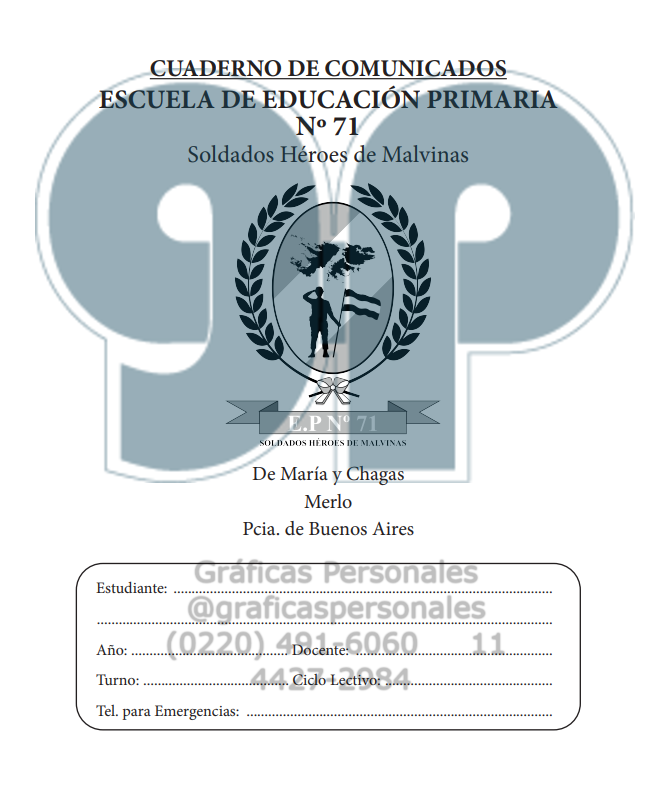 CUADERNO DE COMUNICADOS
ESCUELA DE EDUCACIÓN PRIMARIA
Nº 71
Soldados Héroes de Malvinas
E.P Nº 71
SOLDADOS HÉROES DE MALVINAS
De María y Chagas
Merlo
Pcia. de Buenos Aires
Gráficas Personales
Estudiante: ........................................................................................................
@graficaspersonales
..............................................................................................................................
(0220) 491-6060 11
Año: ........................................... Docente: ......................................................
4427-2984
Turno: ........................................ Ciclo Lectivo: ..............................................
Tel. para Emergencias: ....................................................................................